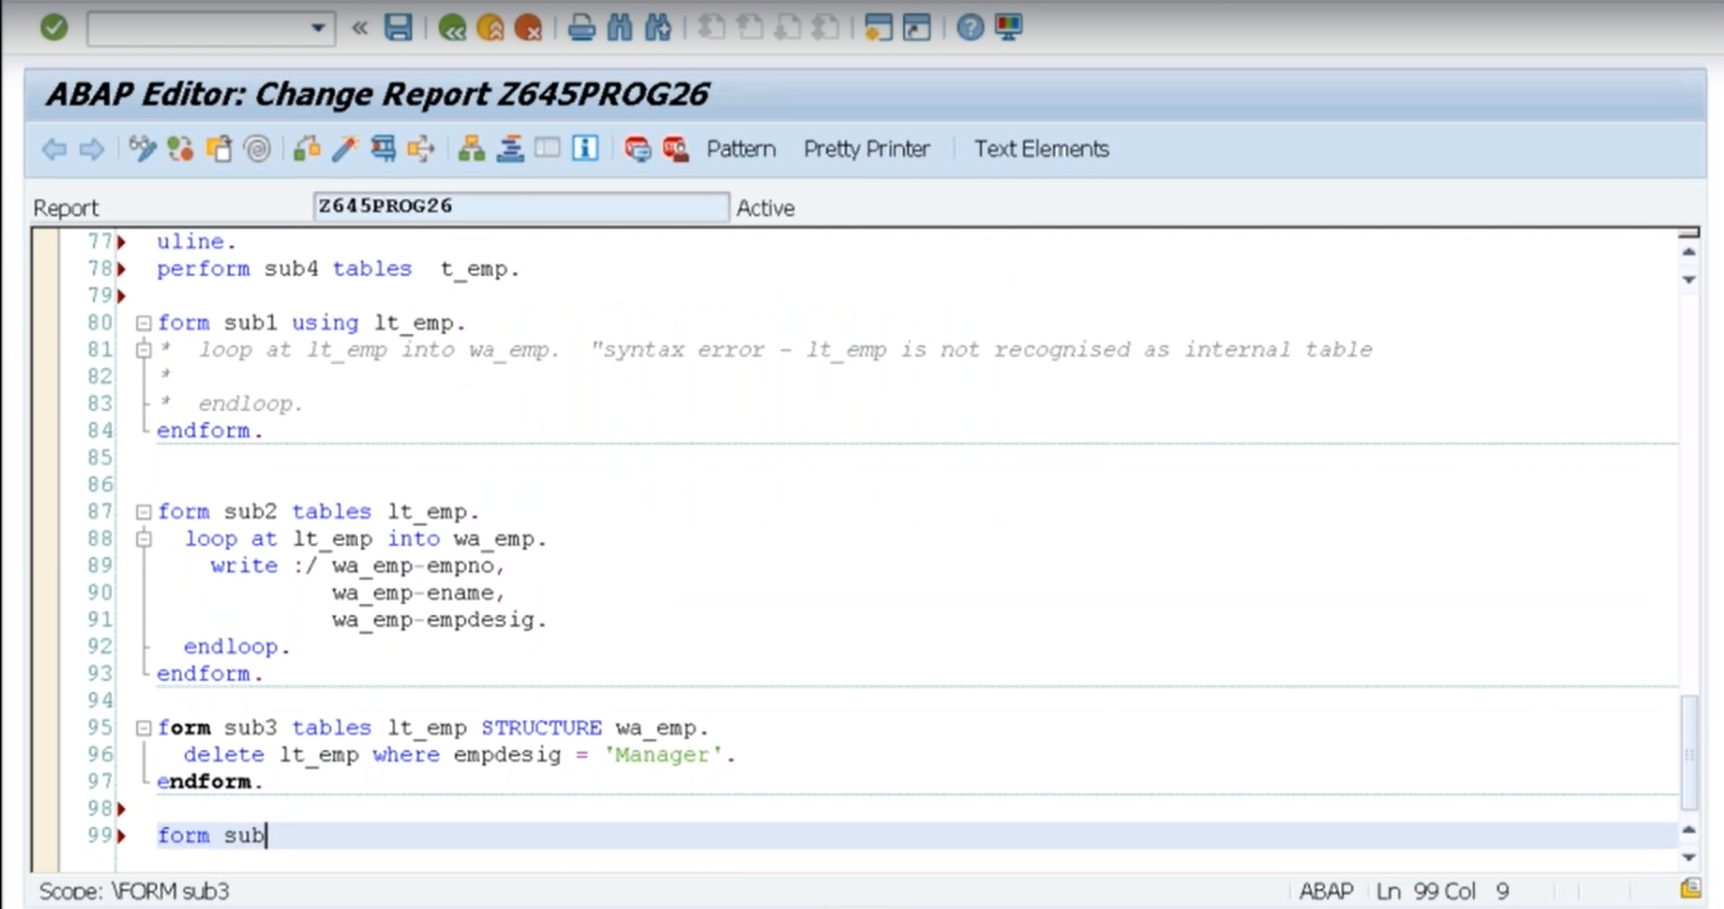 «
ABAP Editor: Change Report Z645PROG26
Pattern Pretty Printer Text Elements
Report Z645PROG26 Active
77 uline.
78 perform sub4 tables  t_emp.
79
80 form sub1 using lt_emp.
81 *  loop at lt_emp into wa_emp.  "syntax error - lt_emp is not recognised as internal table
82 *
83 *  endloop.
84 endform.
85
86
87 form sub2 tables lt_emp.
88   loop at lt_emp into wa_emp.
89     write :/ wa_emp-empno,
90              wa_emp-ename,
91              wa_emp-empdesig.
92   endloop.
93 endform.
94
95 form sub3 tables lt_emp STRUCTURE wa_emp.
96   delete lt_emp where empdesig = 'Manager'.
97 endform.
98
99 form sub
Scope: \FORM sub3 ABAP Ln 99 Col 9